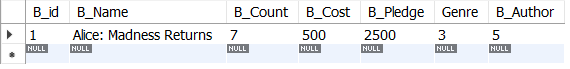 B_id B_Name B_Count B_Cost B_Pledge Genre B_Author
1 Alice: Madness Returns 7 500 2500 3 5
NULL NULL NULL NULL NULL NULL NULL